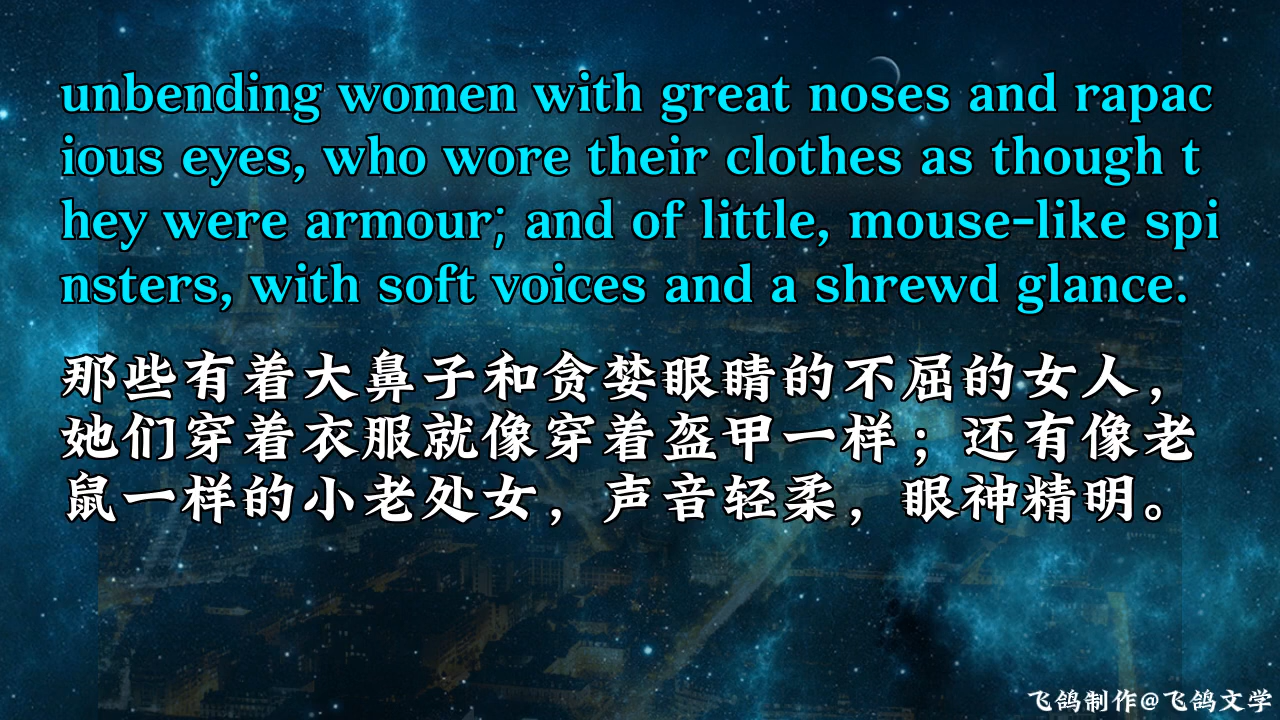 unbending women with great noses and rapac
ious eyes, who wore their clothes as though t
hey were armour; and of little, mouse-like spi
nsters, with soft voices and a shrewd glance.
那些有着大鼻子和贪婪眼睛的不屈的女人，
她们穿着衣服就像穿着盔甲一样；还有像老
鼠一样的小老处女，声音轻柔，眼神精明。
飞鸽制作@飞鸽文学